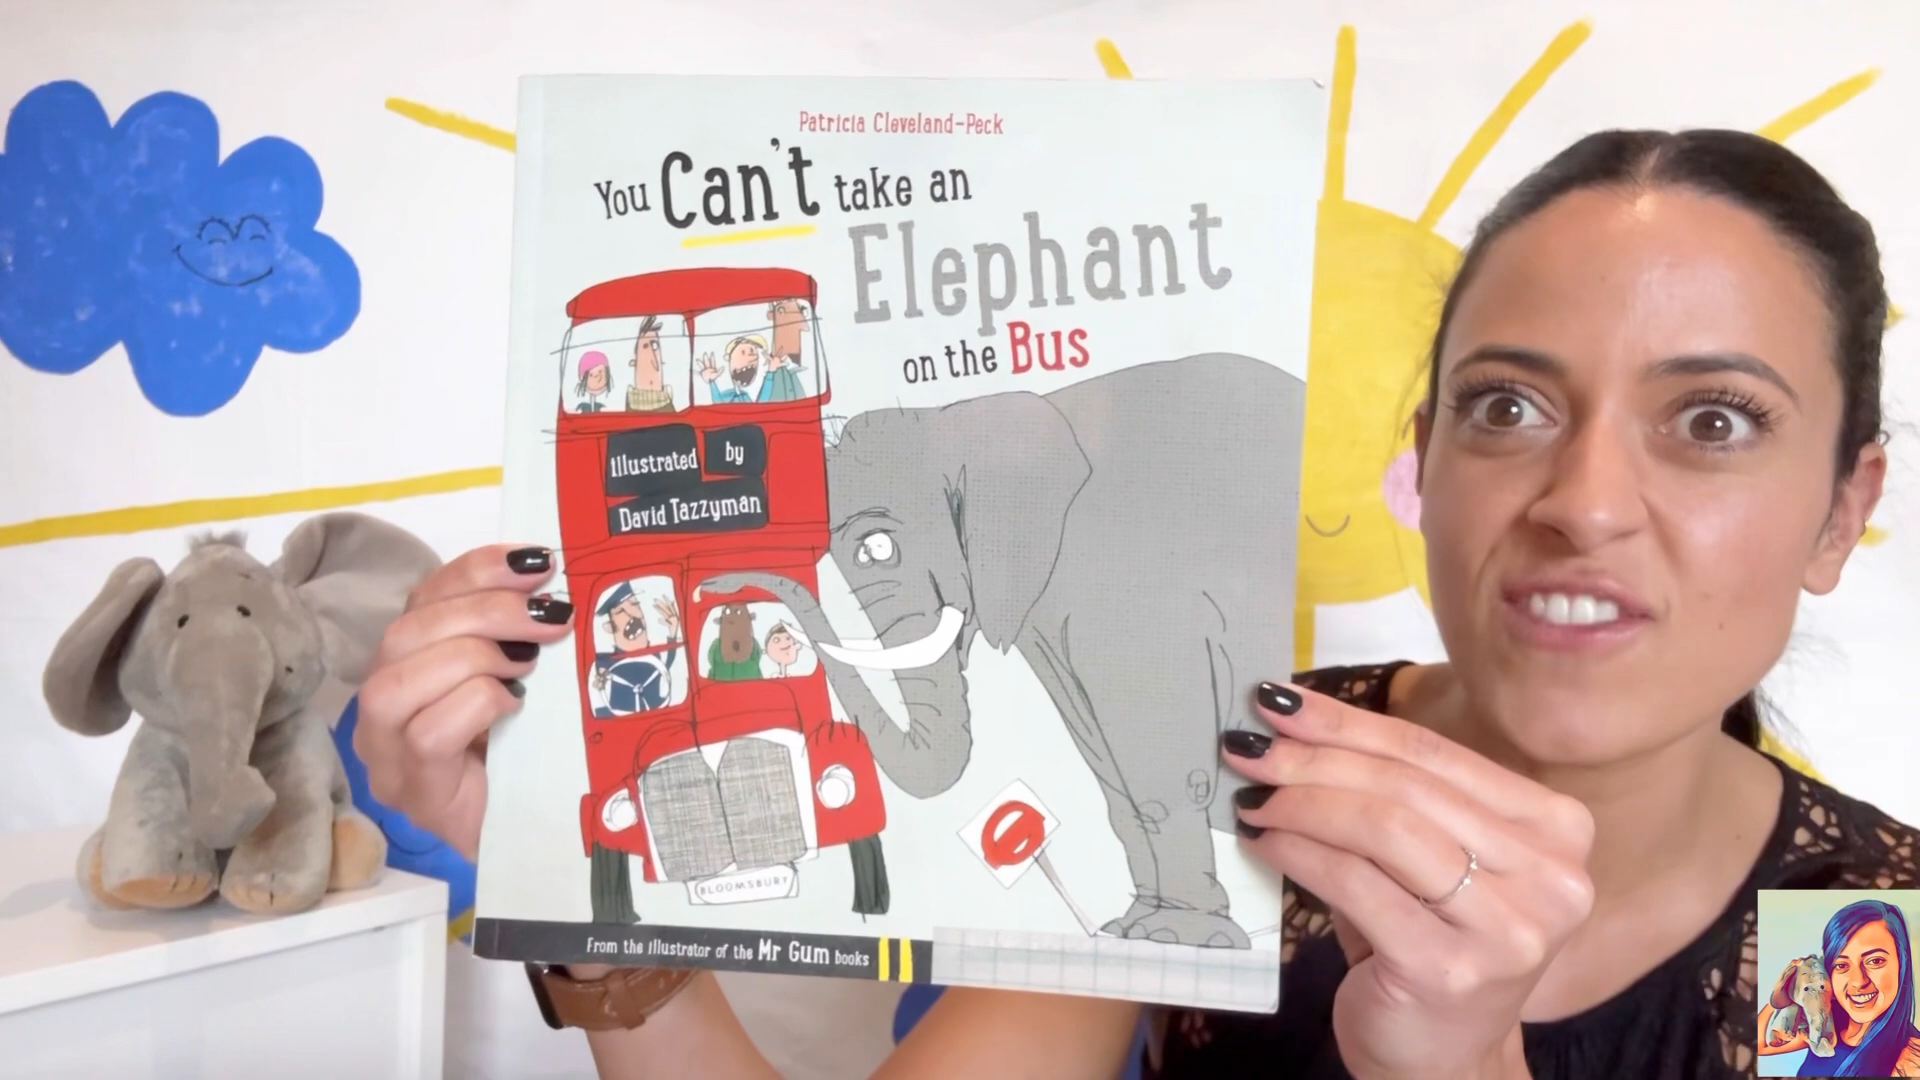 Patricia Cleveland-Peck
You Can't take an
Elephant
on the Bus
Illustrated by
David Tazzyman
BLOOMSBURY
From the illustrator of the Mr Gum books